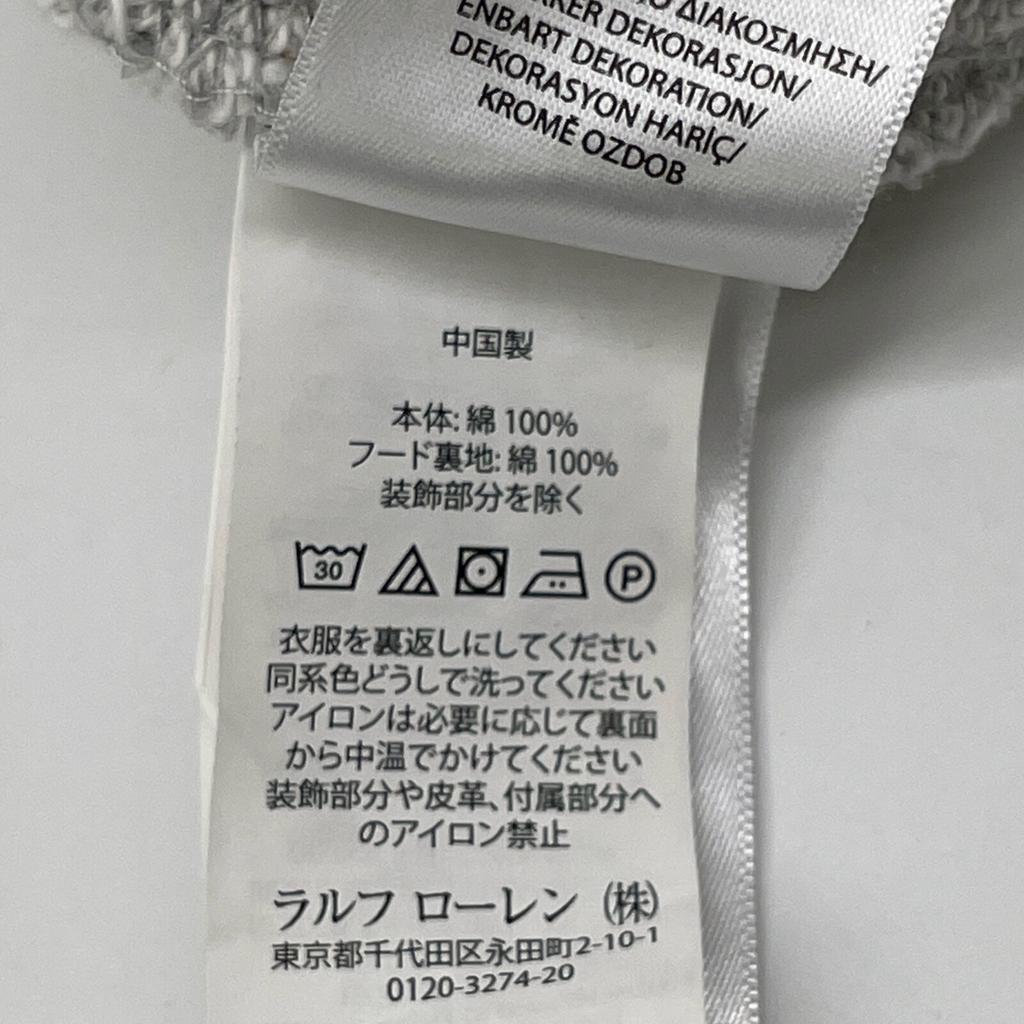 ΔΙΑΚΟΣΜΗΣΗ/
DEKORASJON/
ENBART DEKORATION/
DEKORASYON HARİÇ/
KROMĚ OZDOB
中国製
本体: 綿 100%
フード裏地: 綿 100%
装飾部分を除く
30 P
衣服を裏返しにしてください
同系色どうしで洗ってください
アイロンは必要に応じて裏面
から中温でかけてください
装飾部分や皮革、付属部分へ
のアイロン禁止
ラルフ ローレン (株)
東京都千代田区永田町2-10-1
0120-3274-20